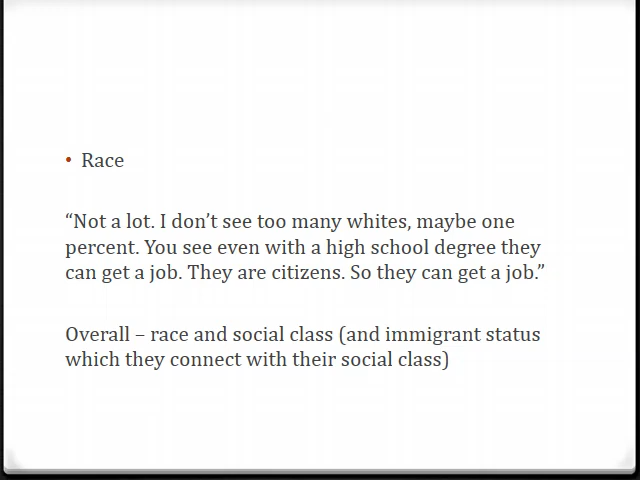 • Race
“Not a lot. I don’t see too many whites, maybe one
percent. You see even with a high school degree they
can get a job. They are citizens. So they can get a job.”
Overall – race and social class (and immigrant status
which they connect with their social class)